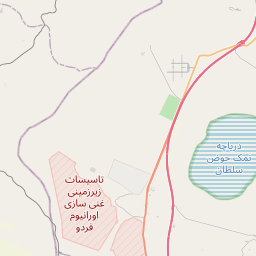 دریاچه
نمک حوض
سلطان
تاسیسات
زیرزمینی
غنی سازی
اورانیوم
فردو